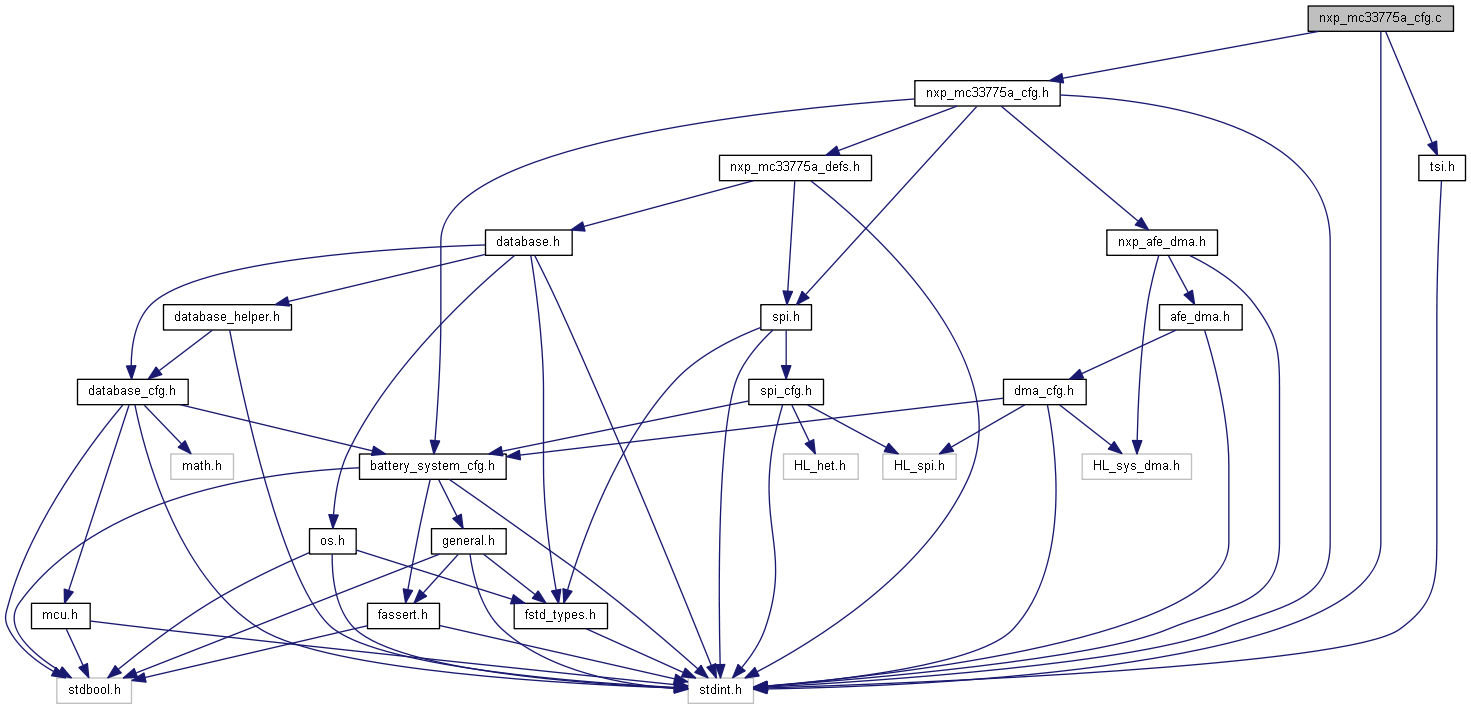 nxp_mc33775a_cfg.c
nxp_mc33775a_cfg.h
nxp_mc33775a_defs.h
tsi.h
database.h
nxp_afe_dma.h
database_helper.h
spi.h
afe_dma.h
database_cfg.h
spi_cfg.h
dma_cfg.h
math.h
battery_system_cfg.h
HL_het.h
HL_spi.h
HL_sys_dma.h
os.h
general.h
mcu.h
fassert.h
fstd_types.h
stdbool.h
stdint.h